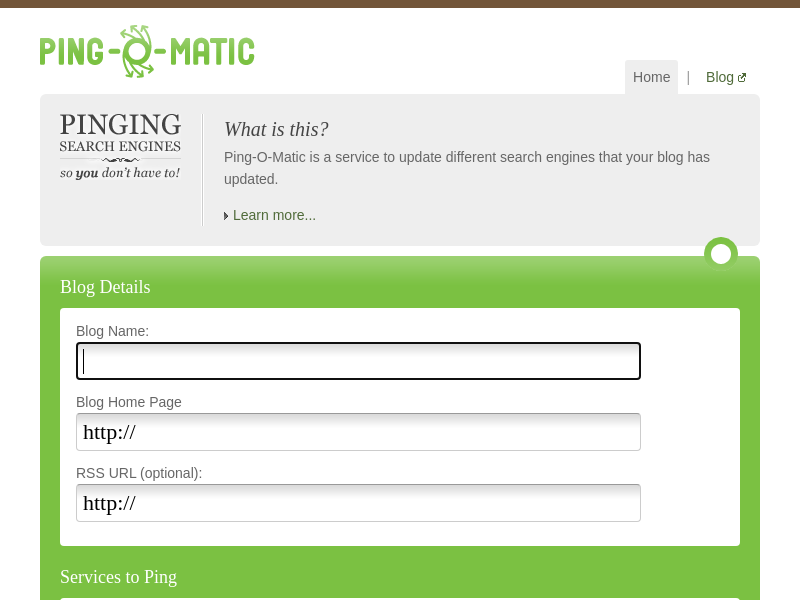 PING-O-MATIC
Home | Blog
PINGING
SEARCH ENGINES
so you don't have to!
What is this?
Ping-O-Matic is a service to update different search engines that your blog has
updated.
Learn more...
Blog Details
Blog Name:
Blog Home Page
http://
RSS URL (optional):
http://
Services to Ping